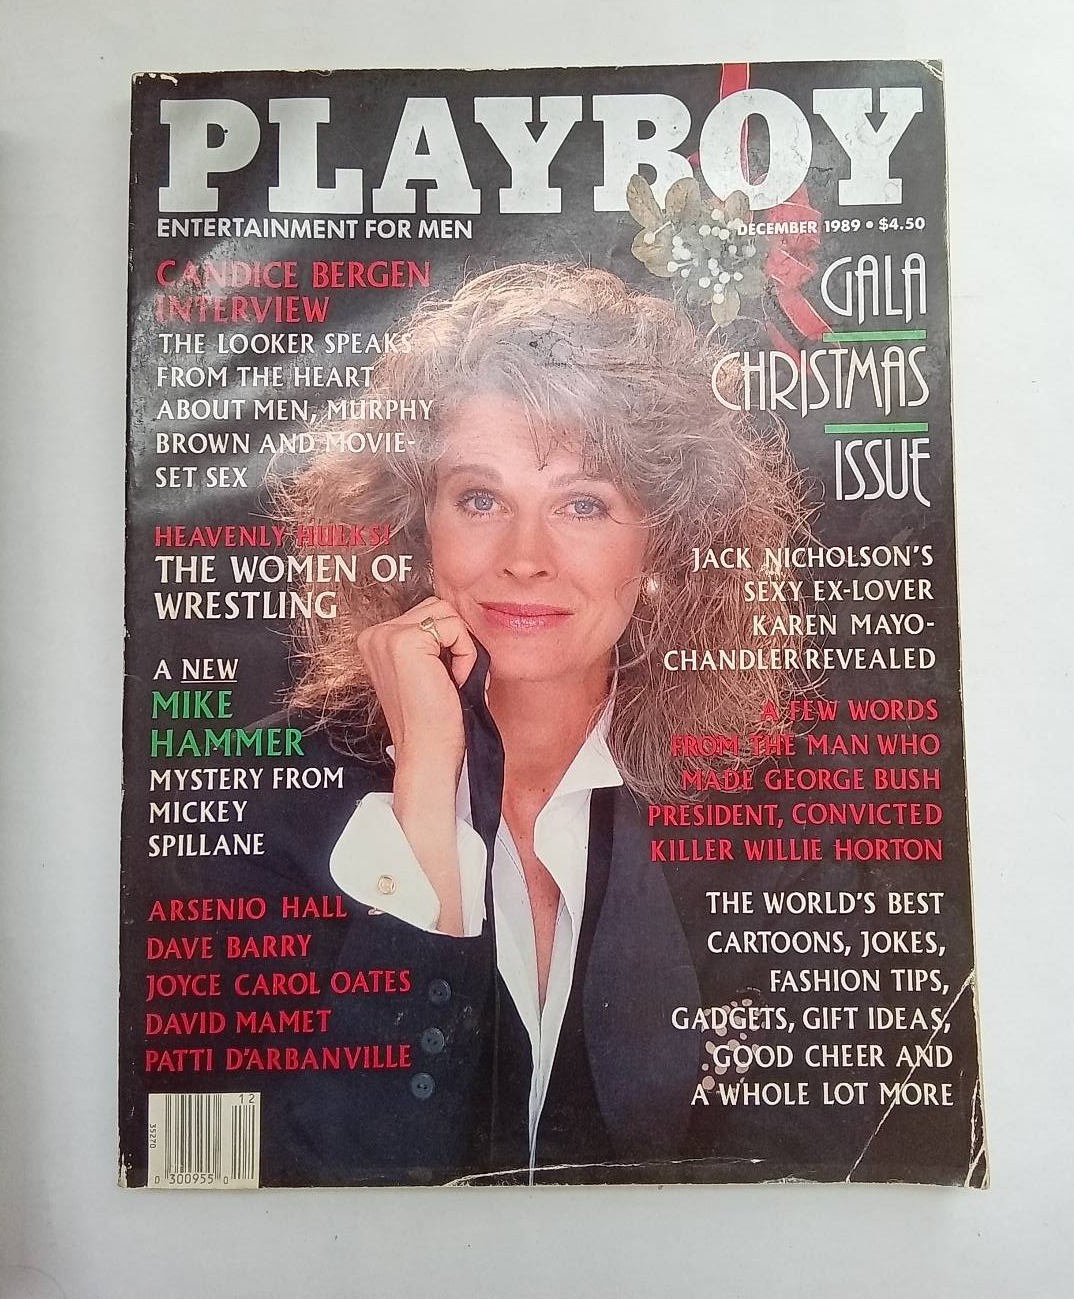 PLAYBOY
ENTERTAINMENT FOR MEN
DECEMBER 1989 • $4.50
CANDICE BERGEN
INTERVIEW
THE LOOKER SPEAKS
FROM THE HEART
ABOUT MEN, MURPHY
BROWN AND MOVIE-
SET SEX
HEAVENLY HULKS!
THE WOMEN OF
WRESTLING
A NEW
MIKE
HAMMER
MYSTERY FROM
MICKEY
SPILLANE
ARSENIO HALL
DAVE BARRY
JOYCE CAROL OATES
DAVID MAMET
PATTI D'ARBANVILLE
GALA
CHRISTMAS
ISSUE
JACK NICHOLSON'S
SEXY EX-LOVER
KAREN MAYO-
CHANDLER REVEALED
A FEW WORDS
FROM THE MAN WHO
MADE GEORGE BUSH
PRESIDENT, CONVICTED
KILLER WILLIE HORTON
THE WORLD'S BEST
CARTOONS, JOKES,
FASHION TIPS,
GADGETS, GIFT IDEAS,
GOOD CHEER AND
A WHOLE LOT MORE
12
35270
0 300955 0